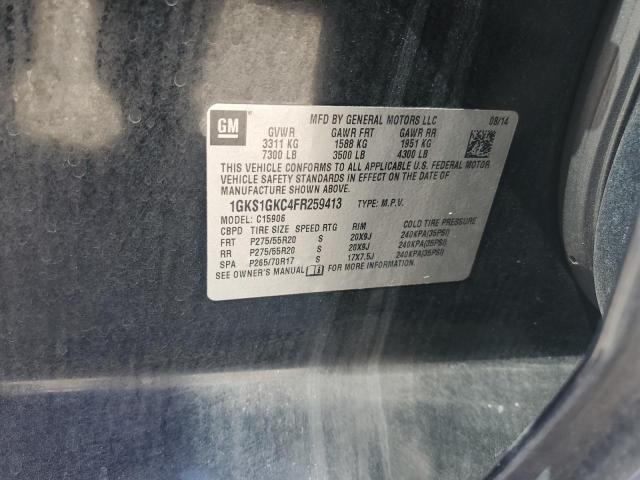 GM
MFD BY GENERAL MOTORS LLC 08/14
GVWR GAWR FRT GAWR RR
3311 KG 1588 KG 1951 KG
7300 LB 3500 LB 4300 LB
THIS VEHICLE CONFORMS TO ALL APPLICABLE U.S. FEDERAL MOTOR
VEHICLE SAFETY STANDARDS IN EFFECT ON THE DATE OF
MANUFACTURE SHOWN ABOVE.
1GKS1GKC4FR259413 TYPE: M.P.V.
MODEL: C15906
CBPD TIRE SIZE SPEED RTG RIM COLD TIRE PRESSURE
FRT P275/55R20 S 20X9J 240KPA(35PSI)
RR P275/55R20 S 20X9J 240KPA(35PSI)
SPA P265/70R17 S 17X7.5J 240KPA(35PSI)
SEE OWNER'S MANUAL FOR MORE INFORMATION.